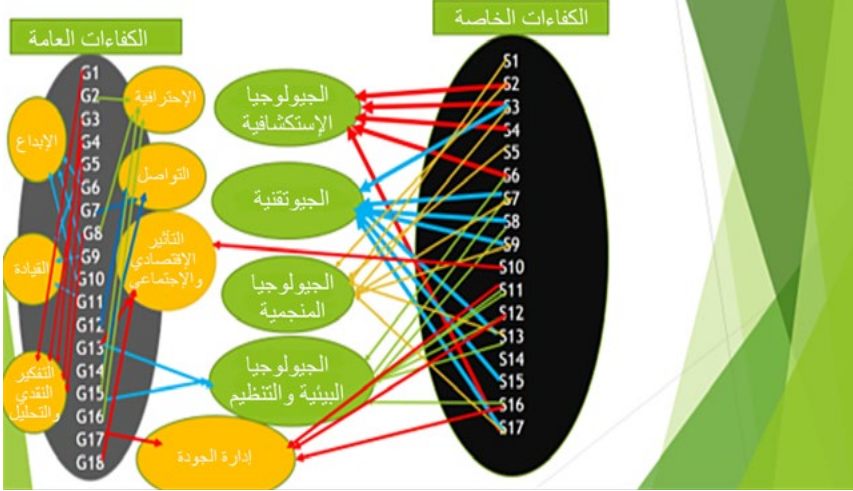 الكفاءات الخاصة
الكفاءات العامة
G1
G2
G3
G4
G5
G6
G7
G8
G9
G10
G11
G12
G13
G14
G15
G16
G17
G18
الإحترافية
الإبداع
التواصل
التأثير
الإقتصادي
والإجتماعي
القيادة
التفكير
النقدي
والتحليل
الجيولوجيا
الإستكشافية
الجيوتقنية
الجيولوجيا
المنجمية
الجيولوجيا
البيئية والتنظيم
إدارة الجودة
S1
S2
S3
S4
S5
S6
S7
S8
S9
S10
S11
S12
S13
S14
S15
S16
S17